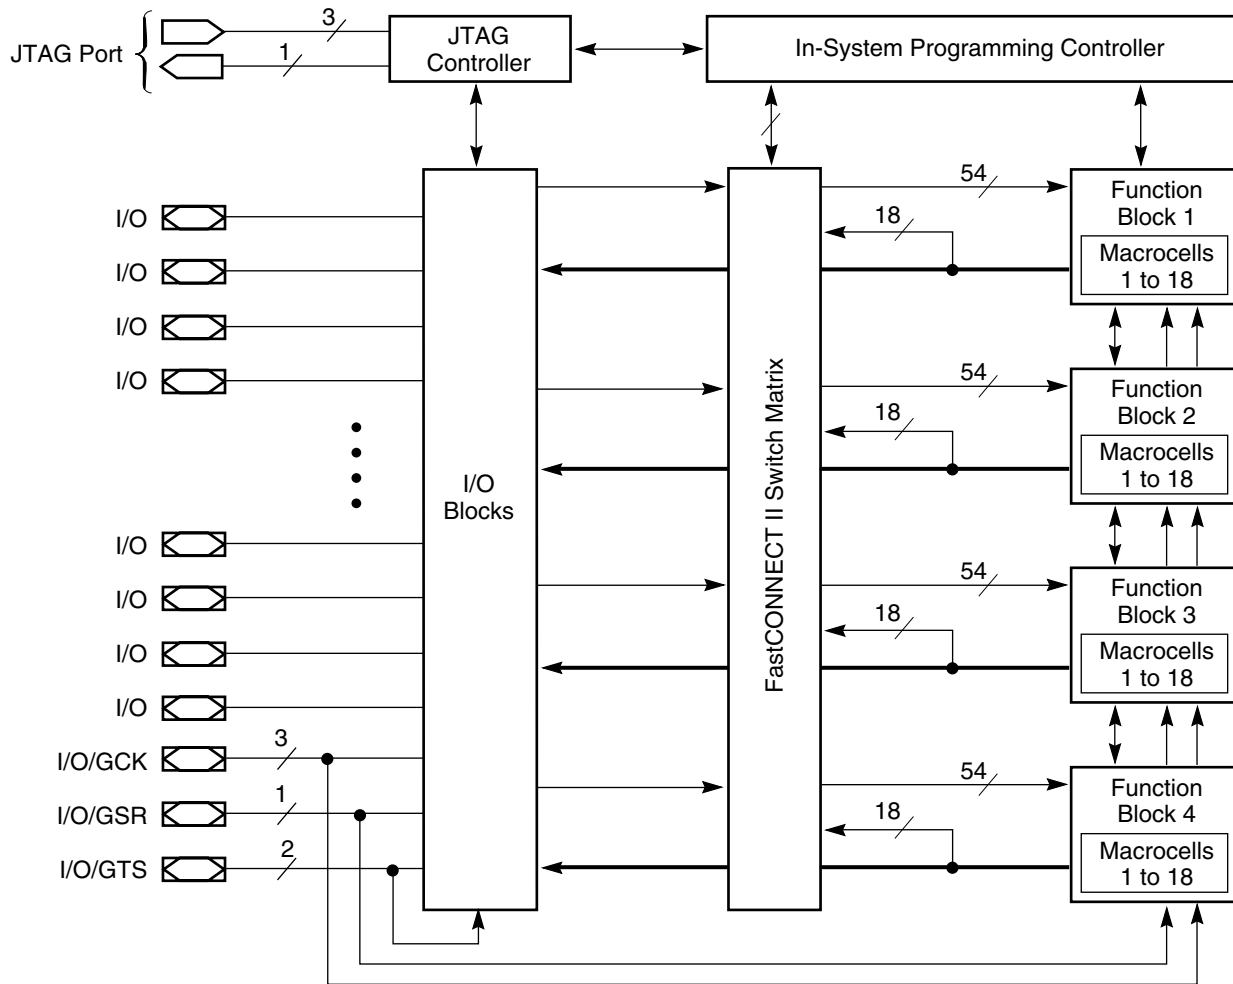 JTAG Port
3
1
JTAG
Controller
In-System Programming Controller
I/O
I/O
I/O
I/O
I/O
I/O
I/O
I/O
I/O/GCK
3
I/O/GSR
1
I/O/GTS
2
I/O
Blocks
FastCONNECT II Switch Matrix
54
18
Function
Block 1
Macrocells
1 to 18
54
18
Function
Block 2
Macrocells
1 to 18
54
18
Function
Block 3
Macrocells
1 to 18
54
18
Function
Block 4
Macrocells
1 to 18